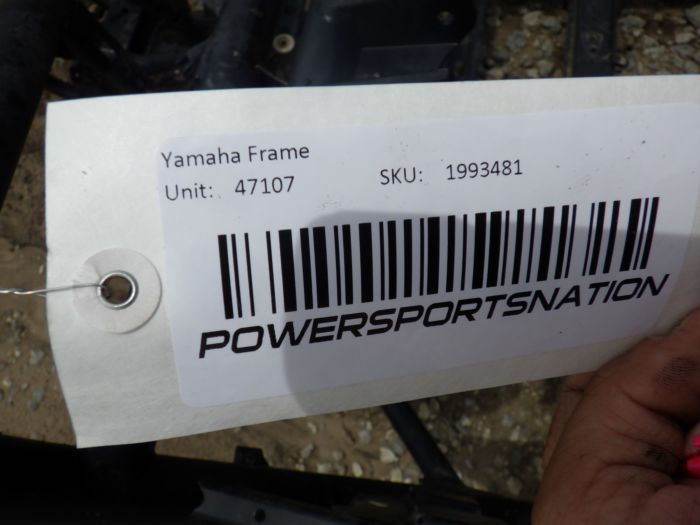 Yamaha Frame
Unit: 47107 SKU: 1993481
POWERSPORTSNATION